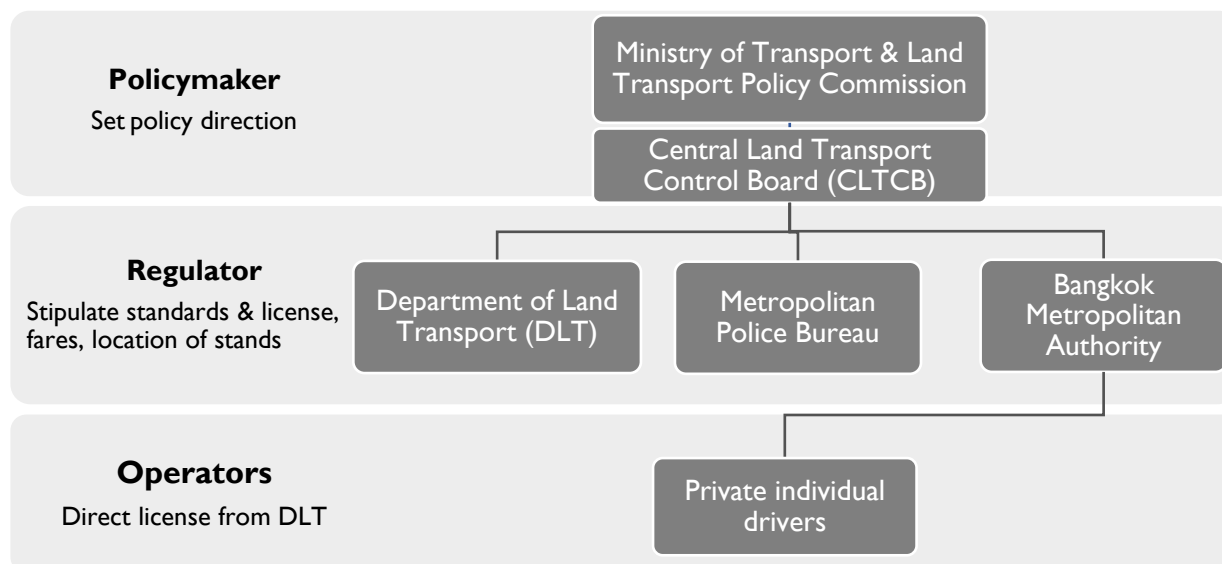 Policymaker
Set policy direction
Ministry of Transport & Land
Transport Policy Commission
Central Land Transport
Control Board (CLTCB)
Regulator
Stipulate standards & license,
fares, location of stands
Department of Land
Transport (DLT)
Metropolitan
Police Bureau
Bangkok
Metropolitan
Authority
Operators
Direct license from DLT
Private individual
drivers